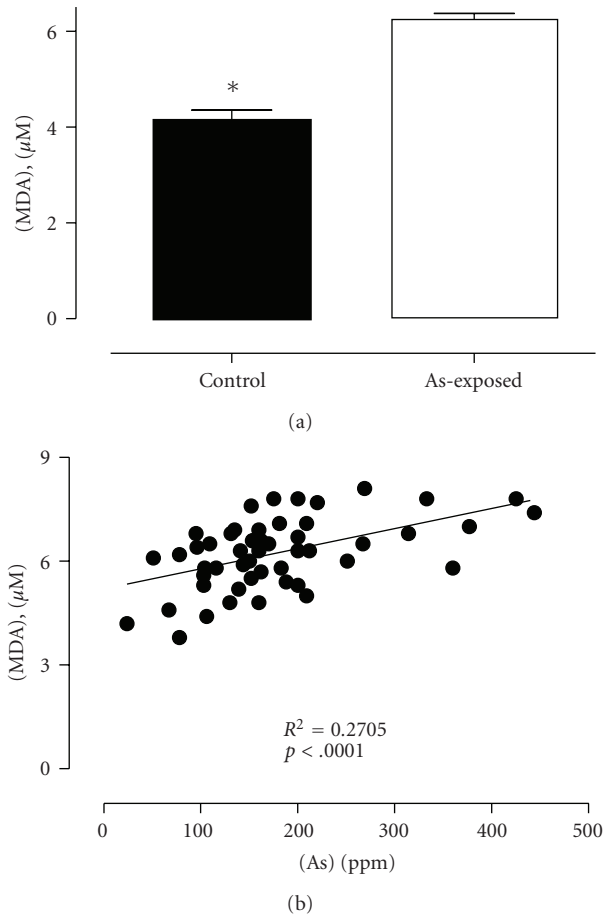 6
4
2
0
(MDA), (µM)
*
Control
As-exposed
(a)
9
6
3
0
(MDA), (µM)
R² = 0.2705
p < .0001
0 100 200 300 400 500
(As) (ppm)
(b)